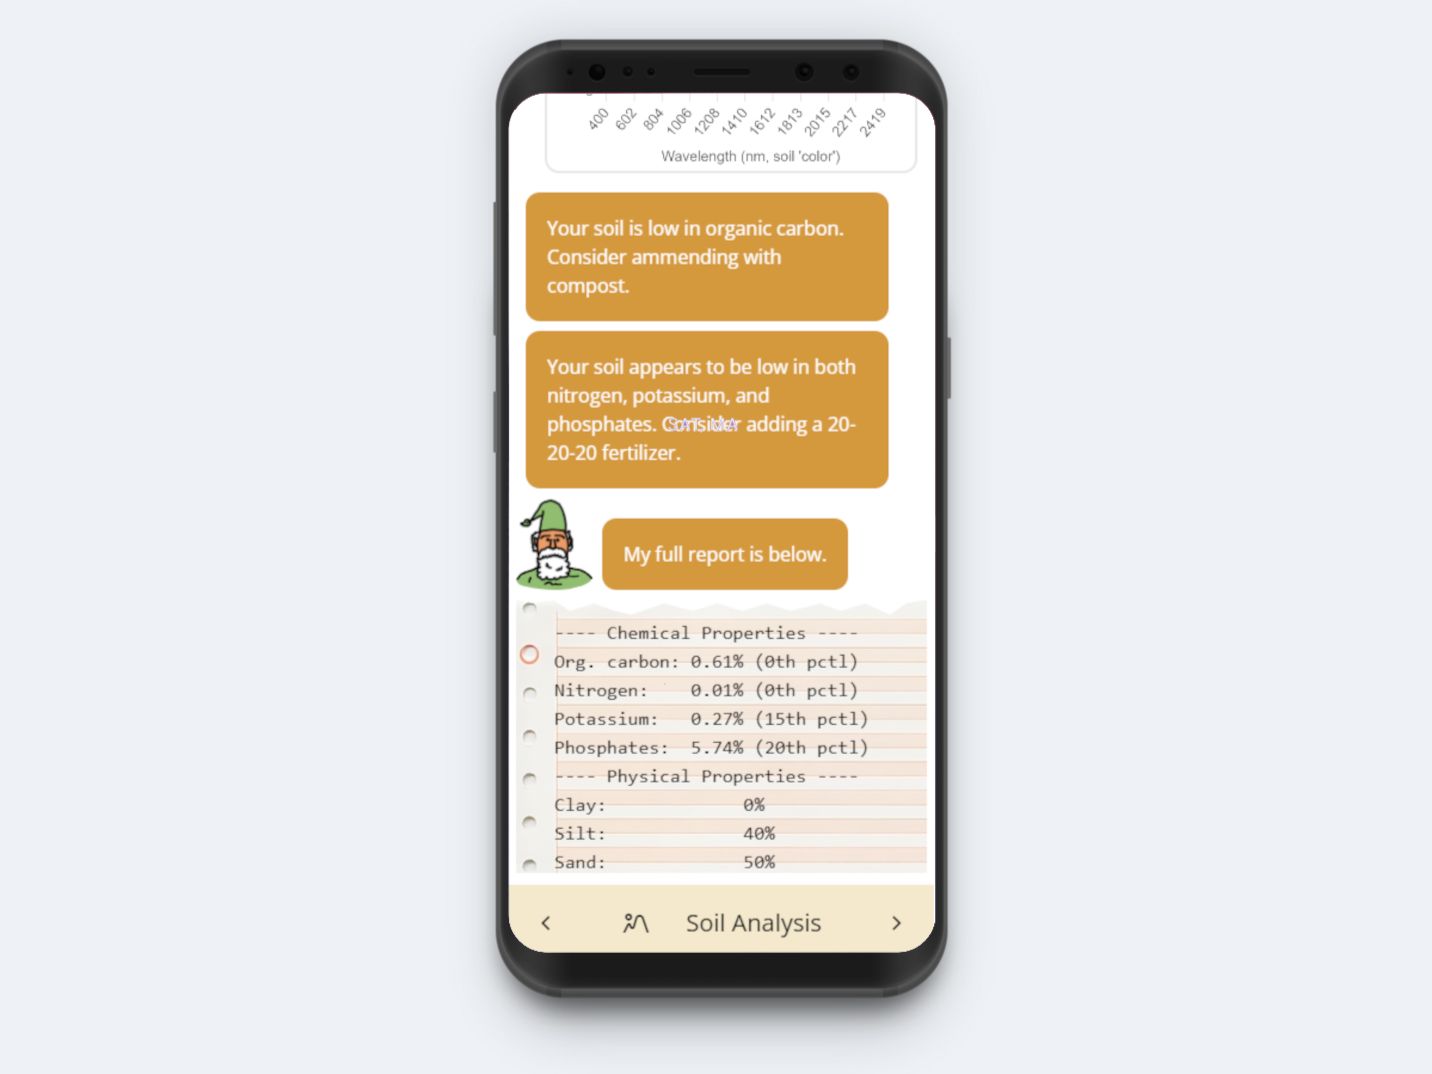 400 602 804 1006 1208 1410 1612 1813 2015 2217 2419
Wavelength (nm, soil 'color')
Your soil is low in organic carbon.
Consider ammending with
compost.
Your soil appears to be low in both
nitrogen, potassium, and
phosphates. Consider adding a 20-
20-20 fertilizer.
My full report is below.
---- Chemical Properties ----
Org. carbon: 0.61% (0th pctl)
Nitrogen: 0.01% (0th pctl)
Potassium: 0.27% (15th pctl)
Phosphates: 5.74% (20th pctl)
---- Physical Properties ----
Clay: 0%
Silt: 40%
Sand: 50%
< Soil Analysis >